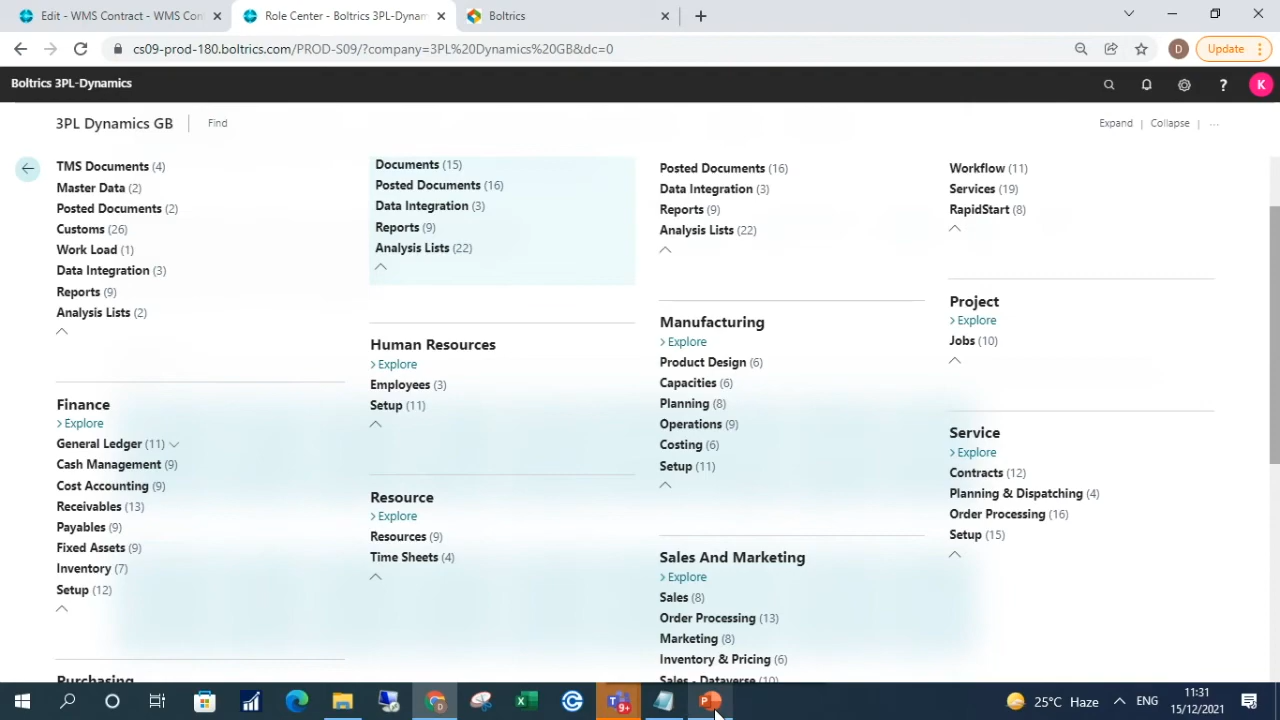 Edit - WMS Contract - WMS Con
Role Center - Boltrics 3PL-Dynam
Boltrics
cs09-prod-180.boltrics.com/PROD-S09/?company=3PL%20Dynamics%20GB&dc=0
D
Update
Boltrics 3PL-Dynamics
?
K
3PL Dynamics GB
Find
Expand | Collapse | ...
TMS Documents (4)
Master Data (2)
Posted Documents (2)
Customs (26)
Work Load (1)
Data Integration (3)
Reports (9)
Analysis Lists (2)
Finance
> Explore
General Ledger (11)
Cash Management (9)
Cost Accounting (9)
Receivables (13)
Payables (9)
Fixed Assets (9)
Inventory (7)
Setup (12)
Purchasing
Documents (15)
Posted Documents (16)
Data Integration (3)
Reports (9)
Analysis Lists (22)
Human Resources
> Explore
Employees (3)
Setup (11)
Resource
> Explore
Resources (9)
Time Sheets (4)
Posted Documents (16)
Data Integration (3)
Reports (9)
Analysis Lists (22)
Manufacturing
> Explore
Product Design (6)
Capacities (6)
Planning (8)
Operations (9)
Costing (6)
Setup (11)
Sales And Marketing
> Explore
Sales (8)
Order Processing (13)
Marketing (8)
Inventory & Pricing (6)
Sales - Dataverse (10)
Workflow (11)
Services (19)
RapidStart (8)
Project
> Explore
Jobs (10)
Service
> Explore
Contracts (12)
Planning & Dispatching (4)
Order Processing (16)
Setup (15)
9+
25°C Haze
ENG
11:31
15/12/2021